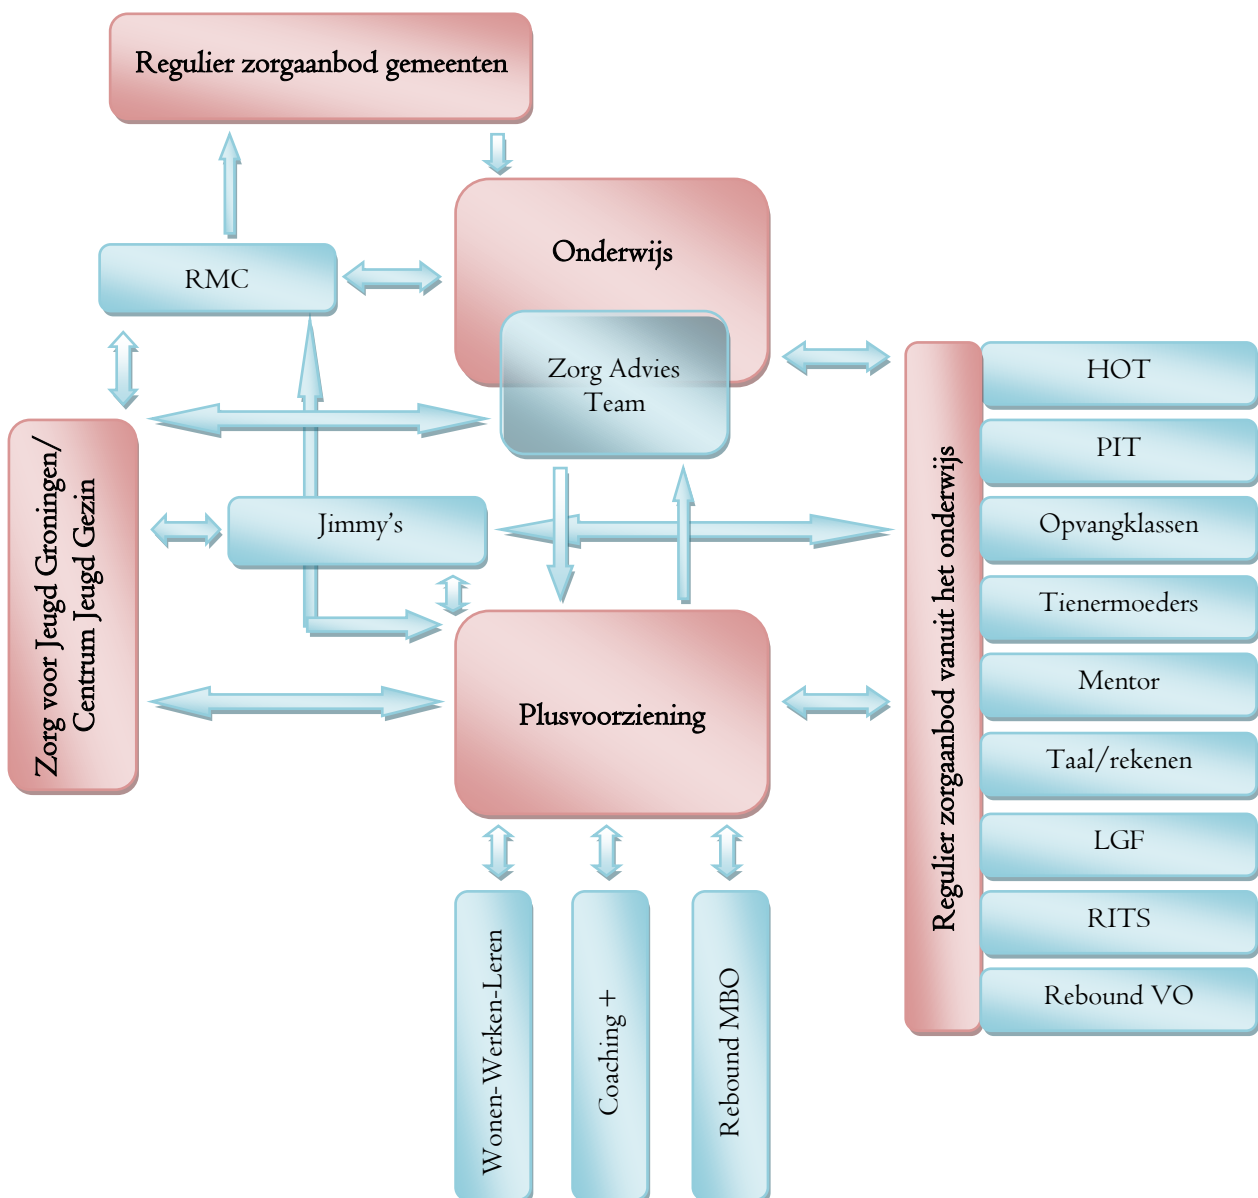 Regulier zorgaanbod gemeenten
Onderwijs
RMC
Zorg Advies
Team
Zorg voor Jeugd Groningen/
Centrum Jeugd Gezin
Jimmy's
Plusvoorziening
Wonen-Werken-Leren
Coaching +
Rebound MBO
Regulier zorgaanbod vanuit het onderwijs
HOT
PIT
Opvangklassen
Tienermoeders
Mentor
Taal/rekenen
LGF
RITS
Rebound VO